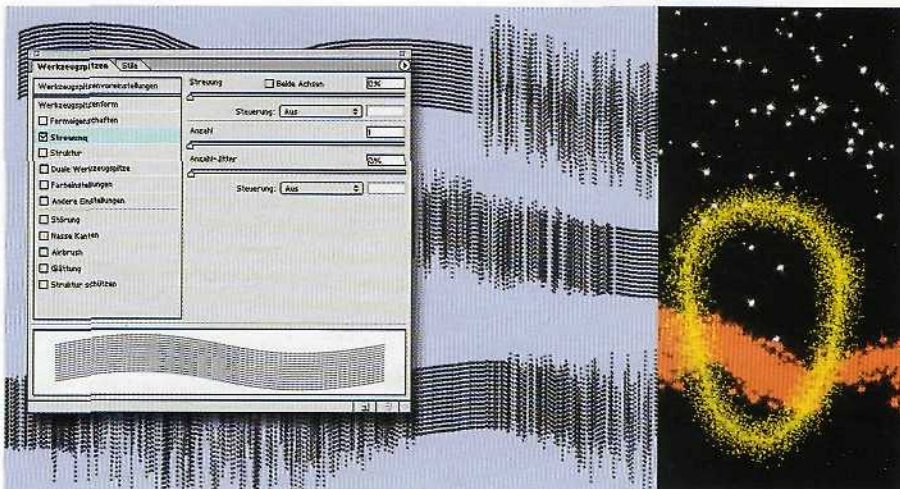 Werkzeugspitzen Stile
Werkzeugspitzenvoreinstellungen
Werkzeugspitzenform
Formeigenschaften
Streuung
Struktur
Duale Werkzeugspitze
Farbeinstellungen
Andere Einstellungen
Störung
Nasse Kanten
Airbrush
Glättung
Struktur schützen
Streuung Beide Achsen 0%
Steuerung: Aus
Anzahl 1
Anzahl-Jitter 0%
Steuerung: Aus